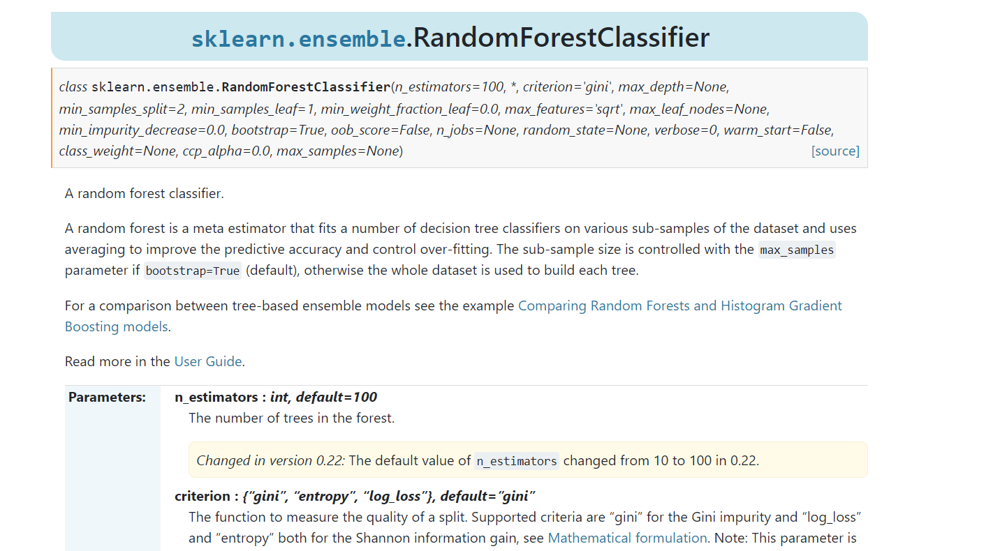 sklearn.ensemble.RandomForestClassifier
class sklearn.ensemble.RandomForestClassifier(n_estimators=100, *, criterion='gini', max_depth=None,
min_samples_split=2, min_samples_leaf=1, min_weight_fraction_leaf=0.0, max_features='sqrt', max_leaf_nodes=None,
min_impurity_decrease=0.0, bootstrap=True, oob_score=False, n_jobs=None, random_state=None, verbose=0, warm_start=False,
class_weight=None, ccp_alpha=0.0, max_samples=None) [source]
A random forest classifier.
A random forest is a meta estimator that fits a number of decision tree classifiers on various sub-samples of the dataset and uses
averaging to improve the predictive accuracy and control over-fitting. The sub-sample size is controlled with the max_samples
parameter if bootstrap=True (default), otherwise the whole dataset is used to build each tree.
For a comparison between tree-based ensemble models see the example Comparing Random Forests and Histogram Gradient
Boosting models.
Read more in the User Guide.
Parameters: n_estimators : int, default=100
The number of trees in the forest.
Changed in version 0.22: The default value of n_estimators changed from 10 to 100 in 0.22.
criterion : {“gini”, “entropy”, “log_loss”}, default=”gini”
The function to measure the quality of a split. Supported criteria are “gini” for the Gini impurity and “log_loss”
and “entropy” both for the Shannon information gain, see Mathematical formulation. Note: This parameter is